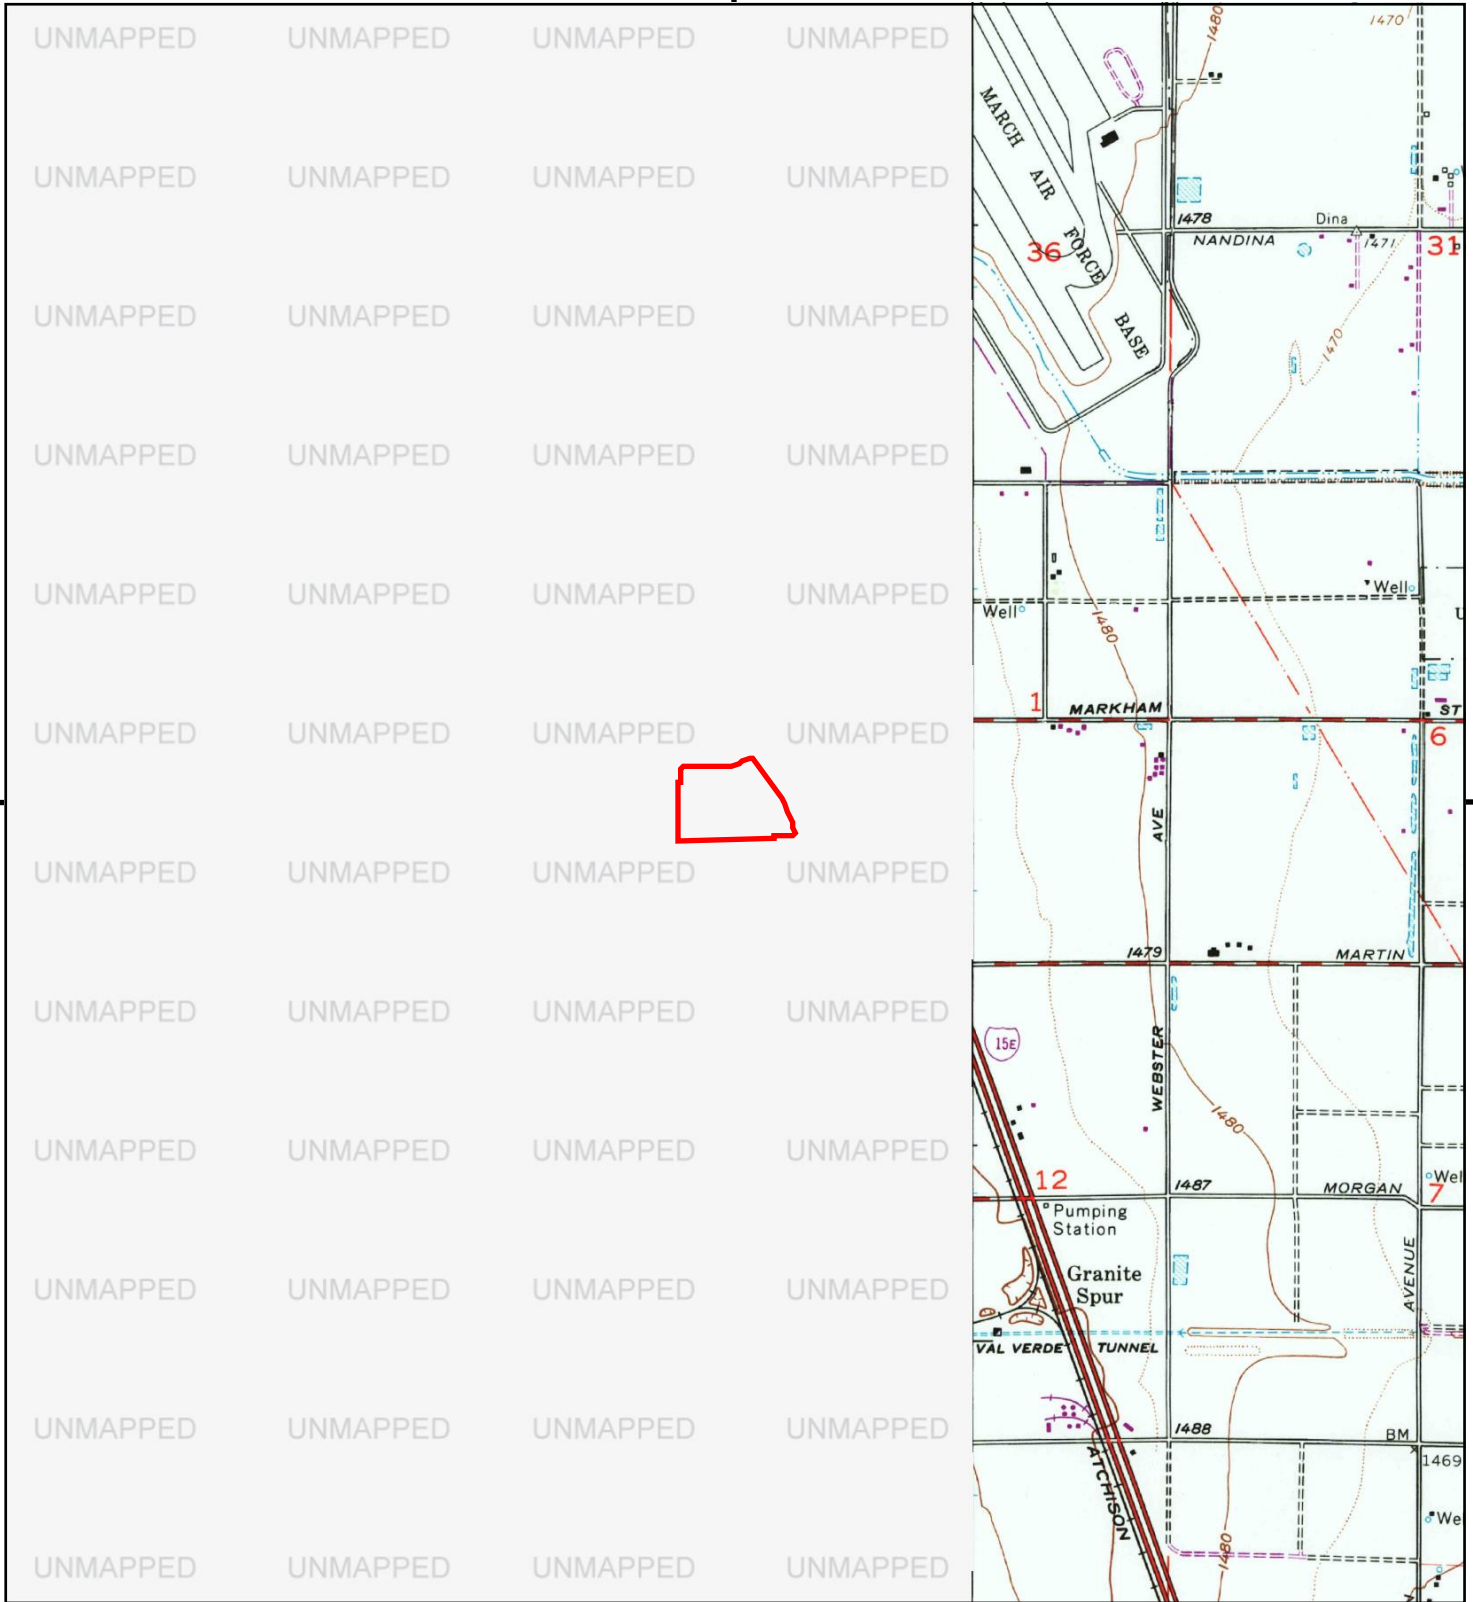 UNMAPPED UNMAPPED UNMAPPED UNMAPPED
1480
1470
UNMAPPED UNMAPPED UNMAPPED UNMAPPED
MARCH AIR FORCE BASE
1478
Dina
36
NANDINA
1471
31
UNMAPPED UNMAPPED UNMAPPED UNMAPPED
1470
UNMAPPED UNMAPPED UNMAPPED UNMAPPED
UNMAPPED UNMAPPED UNMAPPED UNMAPPED
Well
Well
U
1480
1
MARKHAM
ST
UNMAPPED UNMAPPED UNMAPPED UNMAPPED
6
AVE
UNMAPPED UNMAPPED UNMAPPED UNMAPPED
1479
MARTIN
UNMAPPED UNMAPPED UNMAPPED UNMAPPED
15E
WEBSTER
1480
UNMAPPED UNMAPPED UNMAPPED UNMAPPED
12
1487
MORGAN
7
Wel
Pumping
Station
AVENUE
Granite
Spur
UNMAPPED UNMAPPED UNMAPPED UNMAPPED
VAL VERDE TUNNEL
UNMAPPED UNMAPPED UNMAPPED UNMAPPED
1488
BM
1469
ATCHISON
We
1480
UNMAPPED UNMAPPED UNMAPPED UNMAPPED